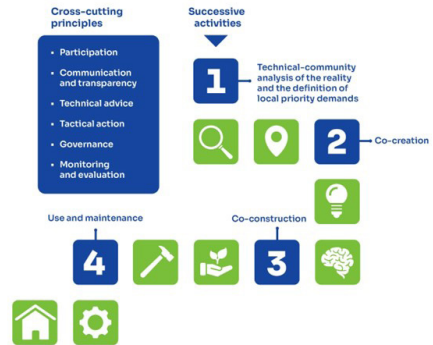 Cross-cutting
principles
• Participation
• Communication
and transparency
• Technical advice
• Tactical action
• Governance
• Monitoring
and evaluation
Successive
activities
1
Technical-community
analysis of the reality
and the definition of
local priority demands
2
Co-creation
Co-construction
3
Use and maintenance
4